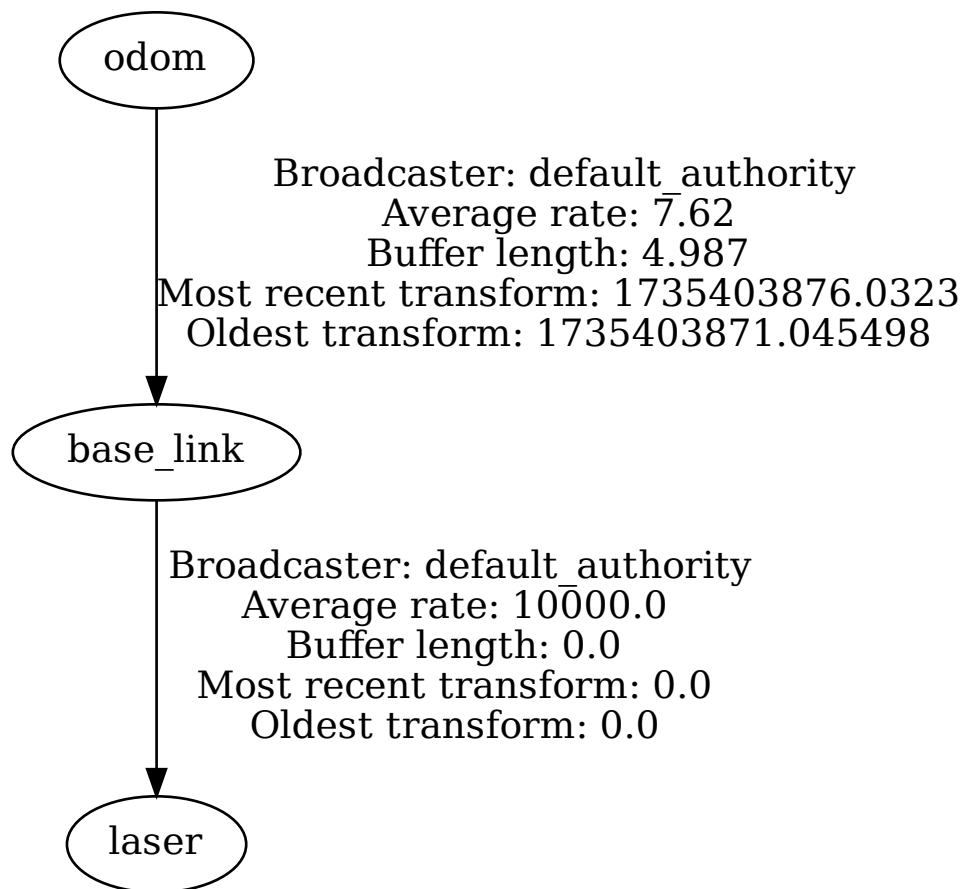 odom
Broadcaster: default_authority
Average rate: 7.62
Buffer length: 4.987
Most recent transform: 1735403876.0323
Oldest transform: 1735403871.045498
base_link
Broadcaster: default_authority
Average rate: 10000.0
Buffer length: 0.0
Most recent transform: 0.0
Oldest transform: 0.0
laser